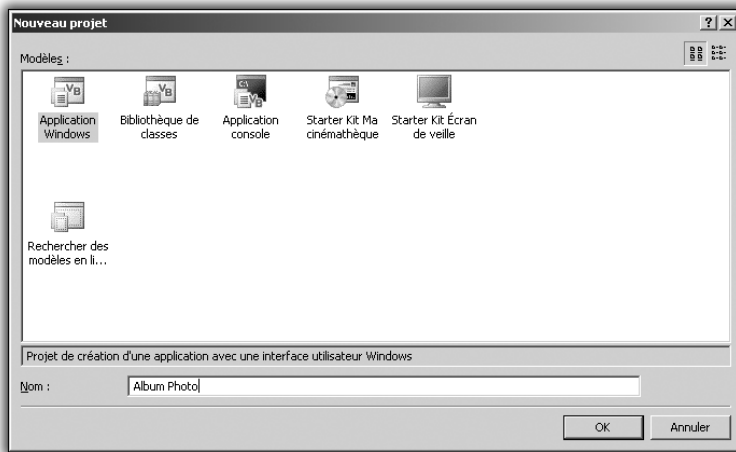 Nouveau projet
Modèles :
Application
Windows
Bibliothèque de
classes
Application
console
Starter Kit Ma
cinémathèque
Starter Kit Écran
de veille
Rechercher des
modèles en li...
Projet de création d'une application avec une interface utilisateur Windows
Nom :
Album Photo
OK
Annuler